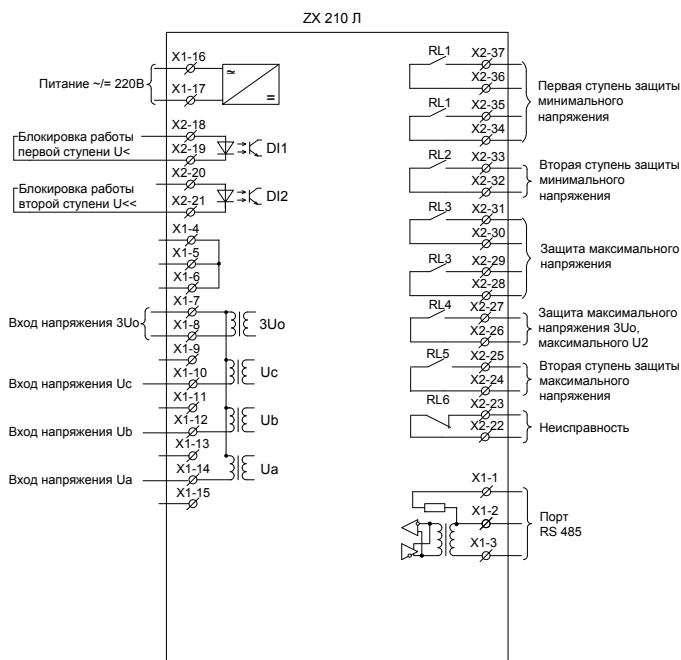 ZX 210 Л
X1-16
Питание ~/= 220В
X1-17
≃
=
X2-18
Блокировка работы
первой ступени U<
X2-19
DI1
X2-20
Блокировка работы
второй ступени U<<
X2-21
DI2
X1-4
X1-5
X1-6
X1-7
Вход напряжения 3Uo
X1-8
3Uo
X1-9
X1-10
Вход напряжения Uc
Uc
X1-11
X1-12
Вход напряжения Ub
Ub
X1-13
X1-14
Вход напряжения Ua
Ua
X1-15
RL1
X2-37
X2-36
RL1
X2-35
X2-34
Первая ступень защиты
минимального
напряжения
RL2
X2-33
X2-32
Вторая ступень защиты
минимального
напряжения
RL3
X2-31
X2-30
RL3
X2-29
X2-28
Защита максимального
напряжения
RL4
X2-27
X2-26
Защита максимального
напряжения 3Uo,
максимального U2
RL5
X2-25
X2-24
Вторая ступень защиты
максимального
напряжения
RL6
X2-23
X2-22
Неисправность
X1-1
X1-2
X1-3
Порт
RS 485